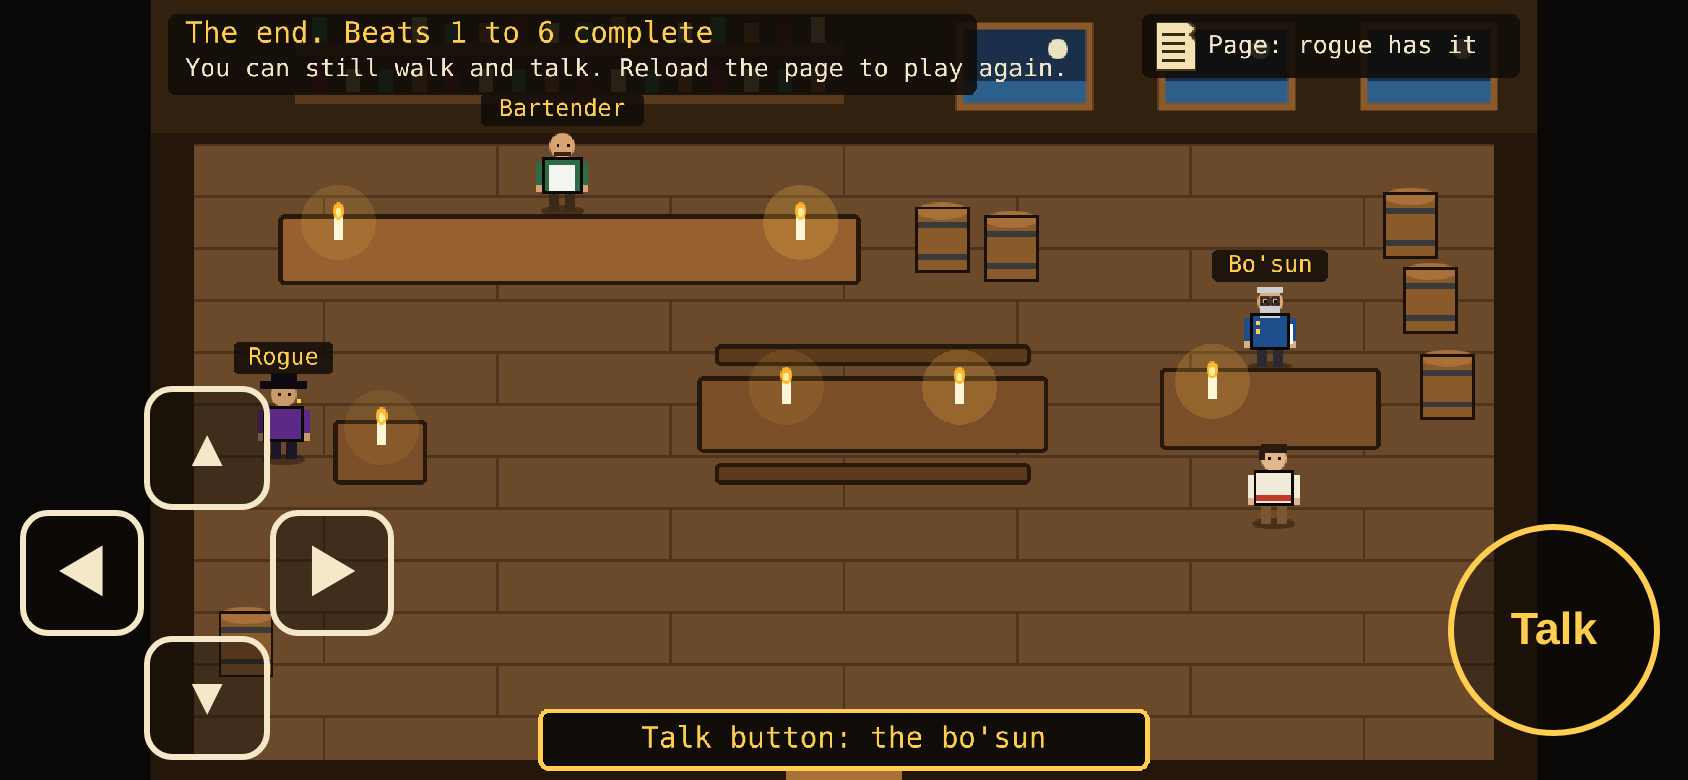 The end. Beats 1 to 6 complete
You can still walk and talk. Reload the page to play again.
Page: rogue has it
Bartender
Bo'sun
Rogue
Talk
Talk button: the bo'sun